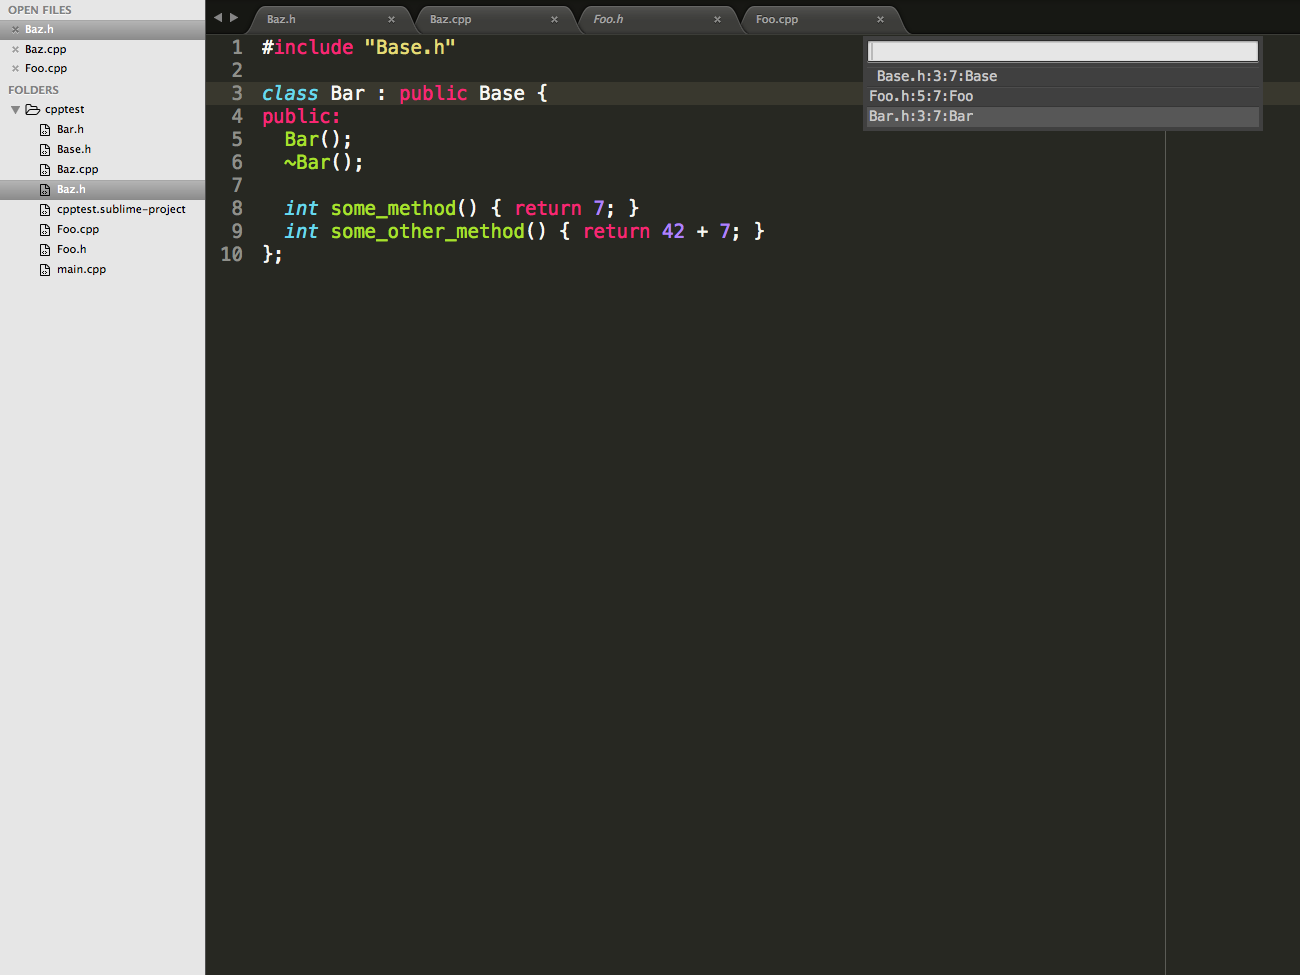 OPEN FILES
Baz.h
Baz.cpp
Foo.cpp
FOLDERS
cpptest
Bar.h
Base.h
Baz.cpp
Baz.h
cpptest.sublime-project
Foo.cpp
Foo.h
main.cpp
Baz.h Baz.cpp Foo.h Foo.cpp
1 #include "Base.h"
2
3 class Bar : public Base {
4 public:
5   Bar();
6   ~Bar();
7
8   int some_method() { return 7; }
9   int some_other_method() { return 42 + 7; }
10 };
Base.h:3:7:Base
Foo.h:5:7:Foo
Bar.h:3:7:Bar